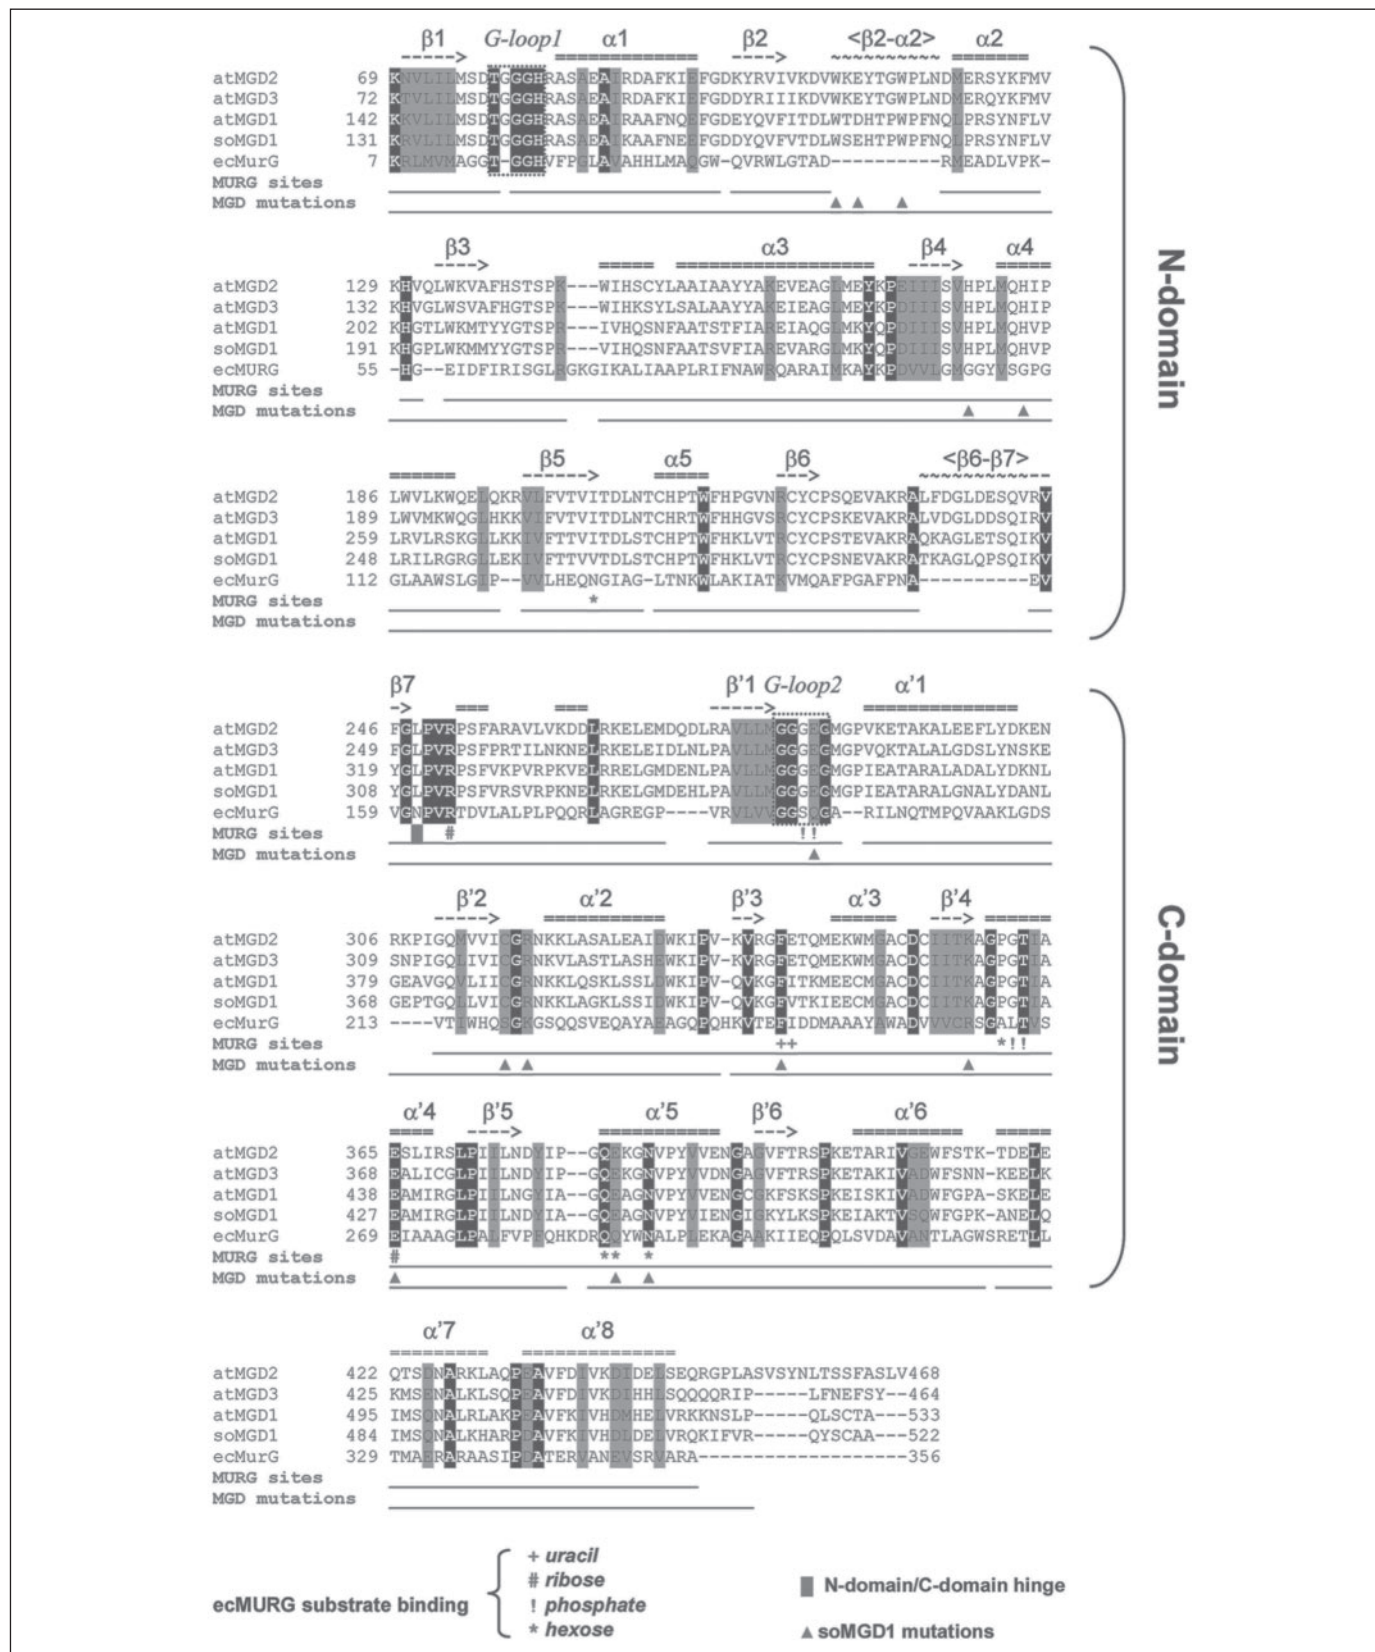 β1 G-loop1 α1 β2 <β2-α2> α2
atMGD2 69 KNVLILMSDTGGGHRASAEAIRDAFKIEFGDKYRVIVKDVWKEYTGWPLNDMERSYKFMV
atMGD3 72 KTVLILMSDTGGGHRASAEAIRDAFKIEFGDDYRIIIKDVWKEYTGWPLNDMERQYKFMV
atMGD1 142 KKVLILMSDTGGGHRASAEAIRAAFNQEFGDEYQVFITDLWTDHTPWPFNQLPRSYNFLV
soMGD1 131 KRVLILMSDTGGGHRASAEAIKAAFNEEFGDDYQVFVTDLWSEHTPWPFNQLPRSYNFLV
ecMurG 7 KRLMVMAGGT-GGHVFPGLAVAHHLMAQGW-QVRWLGTAD----------RMEADLVPK-
MURG sites
MGD mutations ▲ ▲ ▲
β3 α3 β4 α4
atMGD2 129 KHVQLWKVAFHSTSPK---WIHSCYLAAIAAYYAKEVEAGLMEYKPEIIISVHPLMQHIP
atMGD3 132 KHVGLWSVAFHGTSPK---WIHKSYLSALAAYYAKEIEAGLMEYKPDIIISVHPLMQHIP
atMGD1 202 KHGTLWKMTYYGTSPR---IVHQSNFAATSTFIAREIAQGLMKYQPDIIISVHPLMQHVP
soMGD1 191 KHGPLWKMMYYGTSPR---VIHQSNFAATSVFIAREVARGLMKYQPDIIISVHPLMQHVP
ecMURG 55 -HG--EIDFIRISGLRGKGIKALIAAPLRIFNAWRQARAIMKAYKPDVVLGMGGYVSGPG
MURG sites
MGD mutations ▲ ▲
β5 α5 β6 <β6-β7>
atMGD2 186 LWVLKWQELQKRVLFVTVITDLNTCHPTWFHPGVNRCYCPSQEVAKRALFDGLDESQVRV
atMGD3 189 LWVMKWQGLHKKVIFVTVITDLNTCHRTWFHHGVSRCYCPSKEVAKRALVDGLDDSQIRV
atMGD1 259 LRVLRSKGLLKKIVFTTVITDLSTCHPTWFHKLVTRCYCPSTEVAKRAQKAGLETSQIKV
soMGD1 248 LRILRGRGLLEKIVFTTVVTDLSTCHPTWFHKLVTRCYCPSNEVAKRATKAGLQPSQIKV
ecMurG 112 GLAAWSLGIP--VVLHEQNGIAG-LTNKWLAKIATKVMQAFPGAFPNA----------EV
MURG sites *
MGD mutations
N-domain
β7 β'1 G-loop2 α'1
atMGD2 246 FGLPVRPSFARAVLVKDDLRKELEMDQDLRAVLLMGGGEGMGPVKETAKALEEFLYDKEN
atMGD3 249 FGLPVRPSFPRTILNKNELRKELEIDLNLPAVLLMGGGEGMGPVQKTALALGDSLYNSKE
atMGD1 319 YGLPVRPSFVKPVRPKVELRRELGMDENLPAVLLMGGGEGMGPIEATARALADALYDKNL
soMGD1 308 YGLPVRPSFVRSVRPKNELRKELGMDEHLPAVLLMGGGEGMGPIEATARALGNALYDANL
ecMurG 159 VGNPVRTDVLALPLPQQRLAGREGP----VRVLVVGGSQGA--RILNQTMPQVAAKLGDS
MURG sites # !!
MGD mutations ▲
β'2 α'2 β'3 α'3 β'4
atMGD2 306 RKPIGQMVVICGRNKKLASALEAIDWKIPV-KVRGFETQMEKWMGACDCIITKAGPGTIA
atMGD3 309 SNPIGQLIVICGRNKVLASTLASHEWKIPV-KVRGFETQMEKWMGACDCIITKAGPGTIA
atMGD1 379 GEAVGQVLIICGRNKKLQSKLSSLDWKIPV-QVKGFITKMEECMGACDCIITKAGPGTIA
soMGD1 368 GEPTGQLLVICGRNKKLAGKLSSIDWKIPV-QVKGFVTKIEECMGACDCIITKAGPGTIA
ecMurG 213 ----VTIWHQSGKGSQQSVEQAYAEAGQPQHKVTEFIDDMAAAYAWADVVVCRSGALTVS
MURG sites ++ *!!
MGD mutations ▲ ▲ ▲ ▲
α'4 β'5 α'5 β'6 α'6
atMGD2 365 ESLIRSLPIILNDYIP--GQEKGNVPYVVENGAGVFTRSPKETARIVGEWFSTK-TDELE
atMGD3 368 EALICGLPIILNDYIP--GQEKGNVPYVVDNGAGVFTRSPKETAKIVADWFSNN-KEELK
atMGD1 438 EAMIRGLPIILNGYIA--GQEAGNVPYVVENGCGKFSKSPKEISKIVADWFGPA-SKELE
soMGD1 427 EAMIRGLPIILNDYIA--GQEAGNVPYVIENGIGKYLKSPKEIAKTVSQWFGPK-ANELQ
ecMurG 269 EIAAAGLPALFVPFQHKDRQQYWNALPLEKAGAAKIIEQPQLSVDAVANTLAGWSRETLL
MURG sites # ** *
MGD mutations ▲ ▲ ▲
C-domain
α'7 α'8
atMGD2 422 QTSDNARKLAQPEAVFDIVKDIDELSEQRGPLASVSYNLTSSFASLV468
atMGD3 425 KMSENALKLSQPEAVFDIVKDIHHLSQQQQRIP-----LFNEFSY--464
atMGD1 495 IMSQNALRLAKPEAVFKIVHDMHELVRKKNSLP-----QLSCTA---533
soMGD1 484 IMSQNALKHARPDAVFKIVHDLDELVRQKIFVR-----QYSCAA---522
ecMurG 329 TMAERARAASIPDATERVANEVSRVARA-------------------356
MURG sites
MGD mutations
ecMURG substrate binding
+ uracil
# ribose
! phosphate
* hexose
■ N-domain/C-domain hinge
▲ soMGD1 mutations